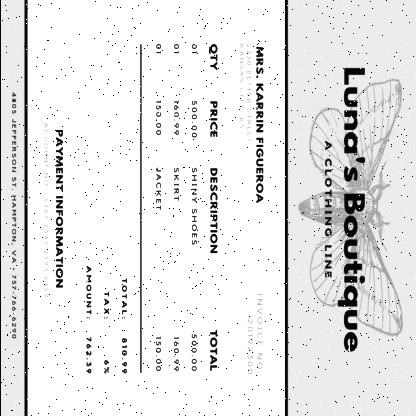 Luna's Boutique
A CLOTHING LINE
MRS. KARRIN FIGUEROA
INVOICE NO.
QTY PRICE DESCRIPTION TOTAL
01 500.00 SHINY SHOES 500.00
01 160.99 SKIRT 160.99
01 150.00 JACKET 150.00
TOTAL: 810.99
TAX: 6%
AMOUNT: 762.39
PAYMENT INFORMATION
4805 JEFFERSON ST. HAMPTON, VA ; 757-766-6290